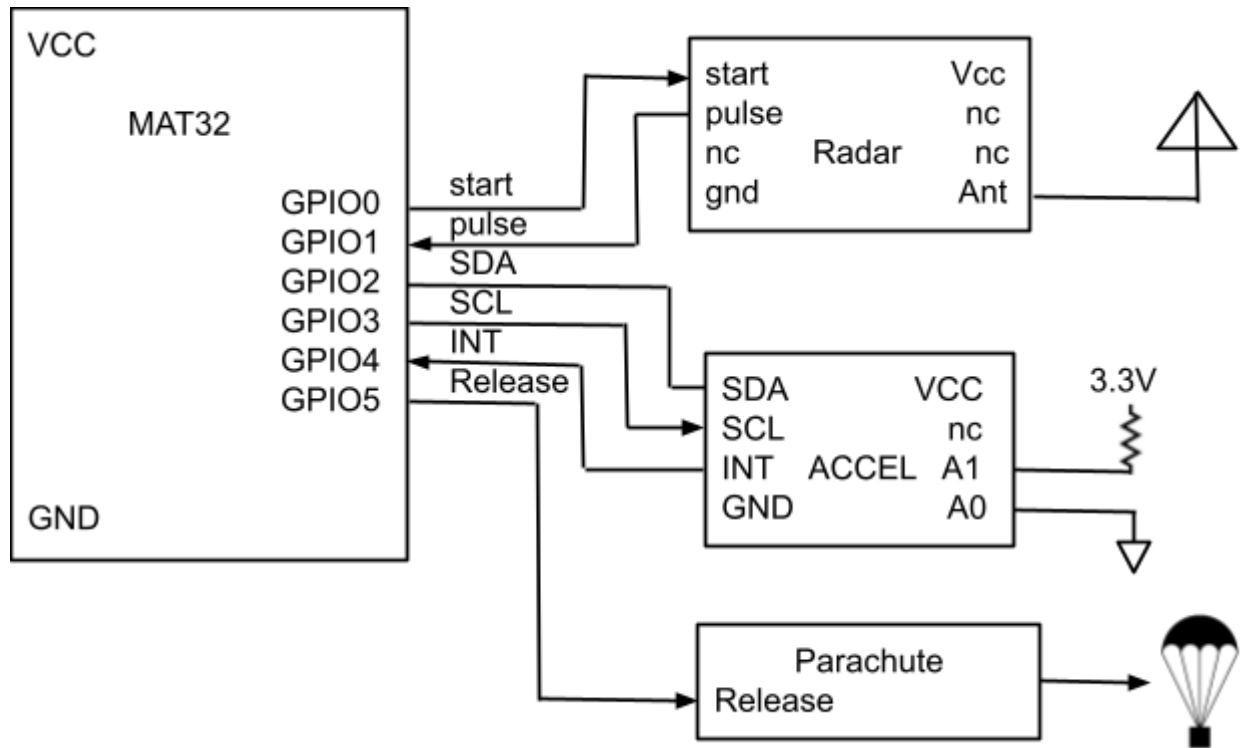 VCC
MAT32
GPIO0
GPIO1
GPIO2
GPIO3
GPIO4
GPIO5
GND
start
pulse
SDA
SCL
INT
Release
start Vcc
pulse nc
nc Radar nc
gnd Ant
SDA VCC
SCL nc
INT ACCEL A1
GND A0
3.3V
Parachute
Release